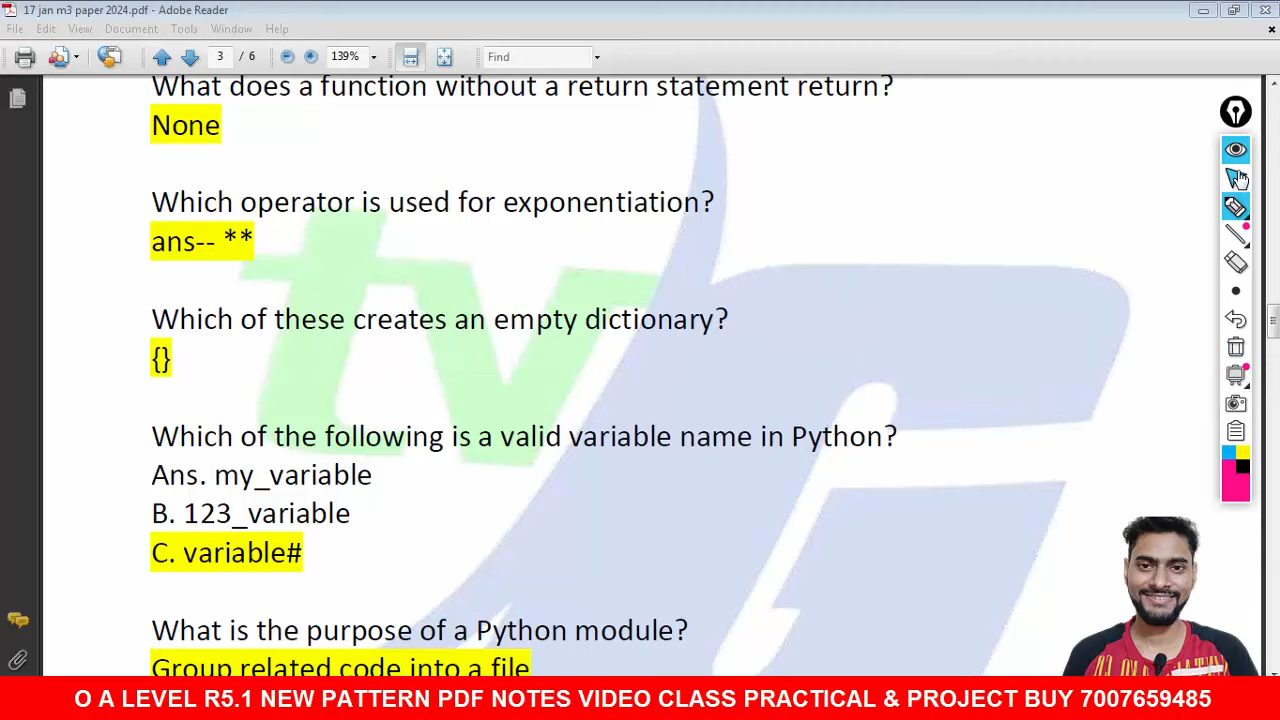 17 jan m3 paper 2024.pdf - Adobe Reader
File Edit View Document Tools Window Help
3 / 6 139% Find
What does a function without a return statement return?
None
Which operator is used for exponentiation?
ans-- **
Which of these creates an empty dictionary?
{}
Which of the following is a valid variable name in Python?
Ans. my_variable
B. 123_variable
C. variable#
What is the purpose of a Python module?
Group related code into a file
tv G
O A LEVEL R5.1 NEW PATTERN PDF NOTES VIDEO CLASS PRACTICAL & PROJECT BUY 7007659485